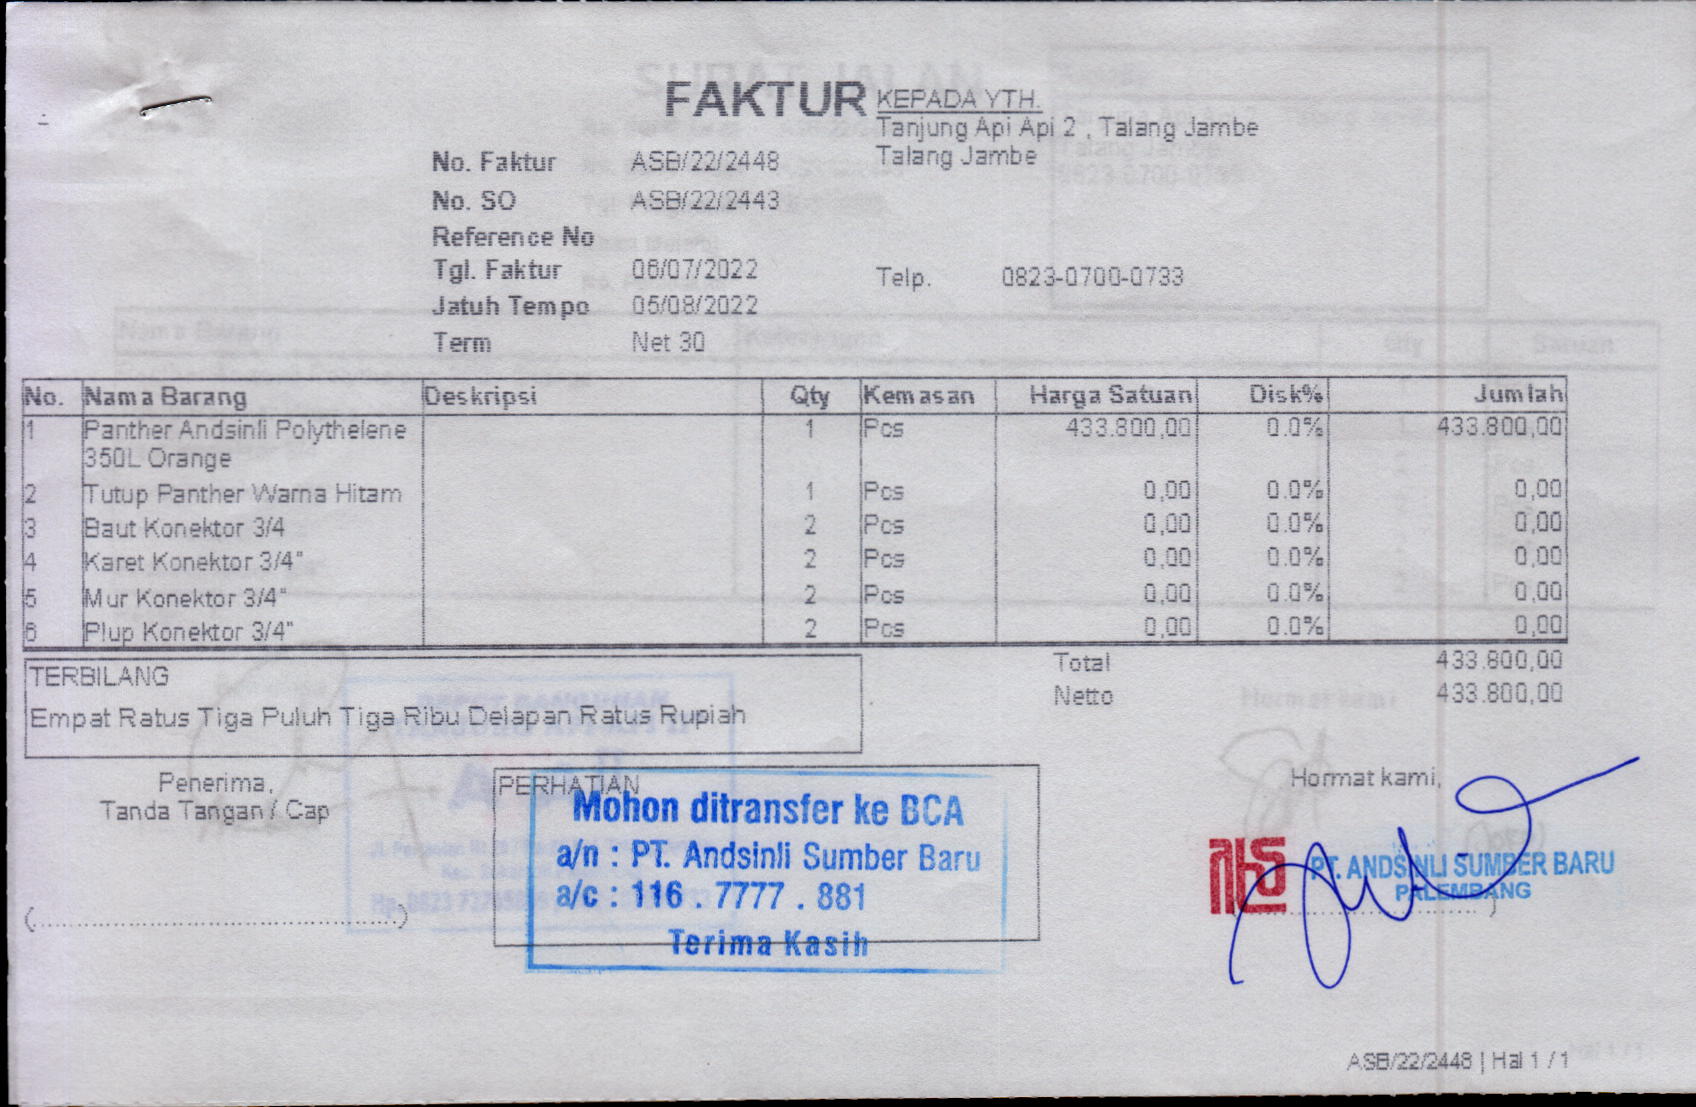 FAKTUR
KEPADA YTH.
Tanjung Api Api 2 , Talang Jambe
Talang Jambe
No. Faktur ASB/22/2448
No. SO ASB/22/2443
Reference No
Tgl. Faktur 06/07/2022
Telp. 0823-0700-0733
Jatuh Tempo 05/08/2022
Term Net 30
No. Nama Barang Deskripsi Qty Kemasan Harga Satuan Disk% Jumlah
1 Panther Andsinli Polythelene 1 Pcs 433.800,00 0.0% 433.800,00
350L Orange
2 Tutup Panther Warna Hitam 1 Pcs 0,00 0.0% 0,00
3 Baut Konektor 3/4 2 Pcs 0,00 0.0% 0,00
4 Karet Konektor 3/4" 2 Pcs 0,00 0.0% 0,00
5 Mur Konektor 3/4" 2 Pcs 0,00 0.0% 0,00
6 Plup Konektor 3/4" 2 Pcs 0,00 0.0% 0,00
Total 433.800,00
Netto 433.800,00
TERBILANG
Empat Ratus Tiga Puluh Tiga Ribu Delapan Ratus Rupiah
Penerima,
Tanda Tangan / Cap
(........................)
PERHATIAN
Mohon ditransfer ke BCA
a/n : PT. Andsinli Sumber Baru
a/c : 116 . 7777 . 881
Terima Kasih
Hormat kami,
PT. ANDSINLI SUMBER BARU
PALEMBANG
ASB/22/2448 | Hal 1 / 1